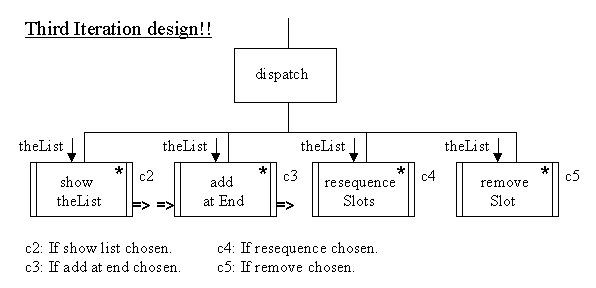 Third Iteration design!!
dispatch
theList theList theList theList
* c2 * c3 * c4 * c5
show add resequence remove
theList at End Slots Slot
=> => =>
c2: If show list chosen. c4: If resequence chosen.
c3: If add at end chosen. c5: If remove chosen.